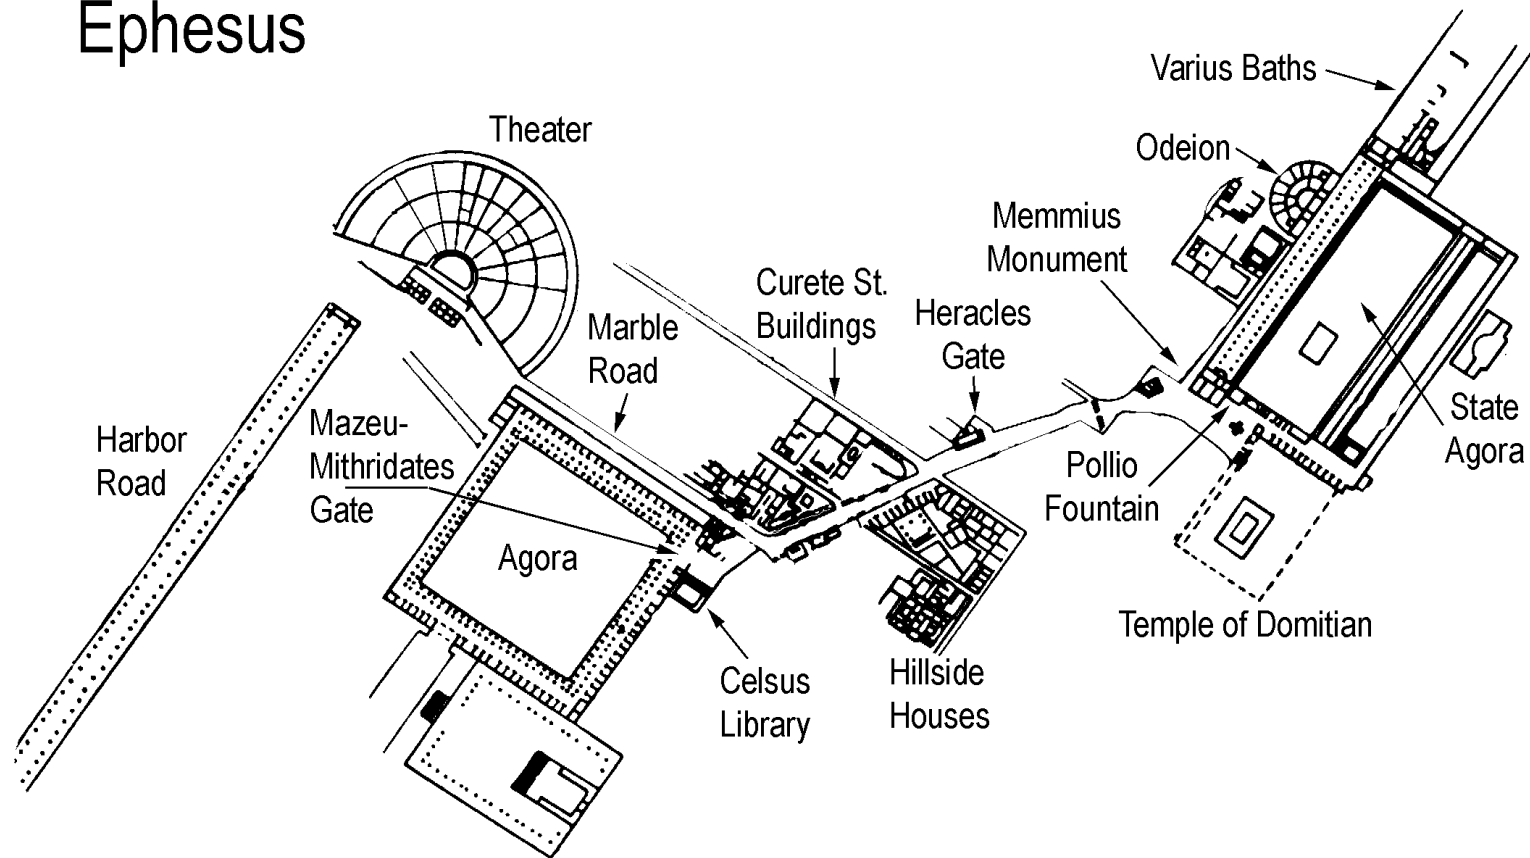 Ephesus
Theater
Varius Baths
Odeion
Memmius
Monument
Curete St.
Buildings
Heracles
Gate
Marble
Road
Harbor
Road
Mazeu-
Mithridates
Gate
Agora
State
Agora
Pollio
Fountain
Temple of Domitian
Celsus
Library
Hillside
Houses